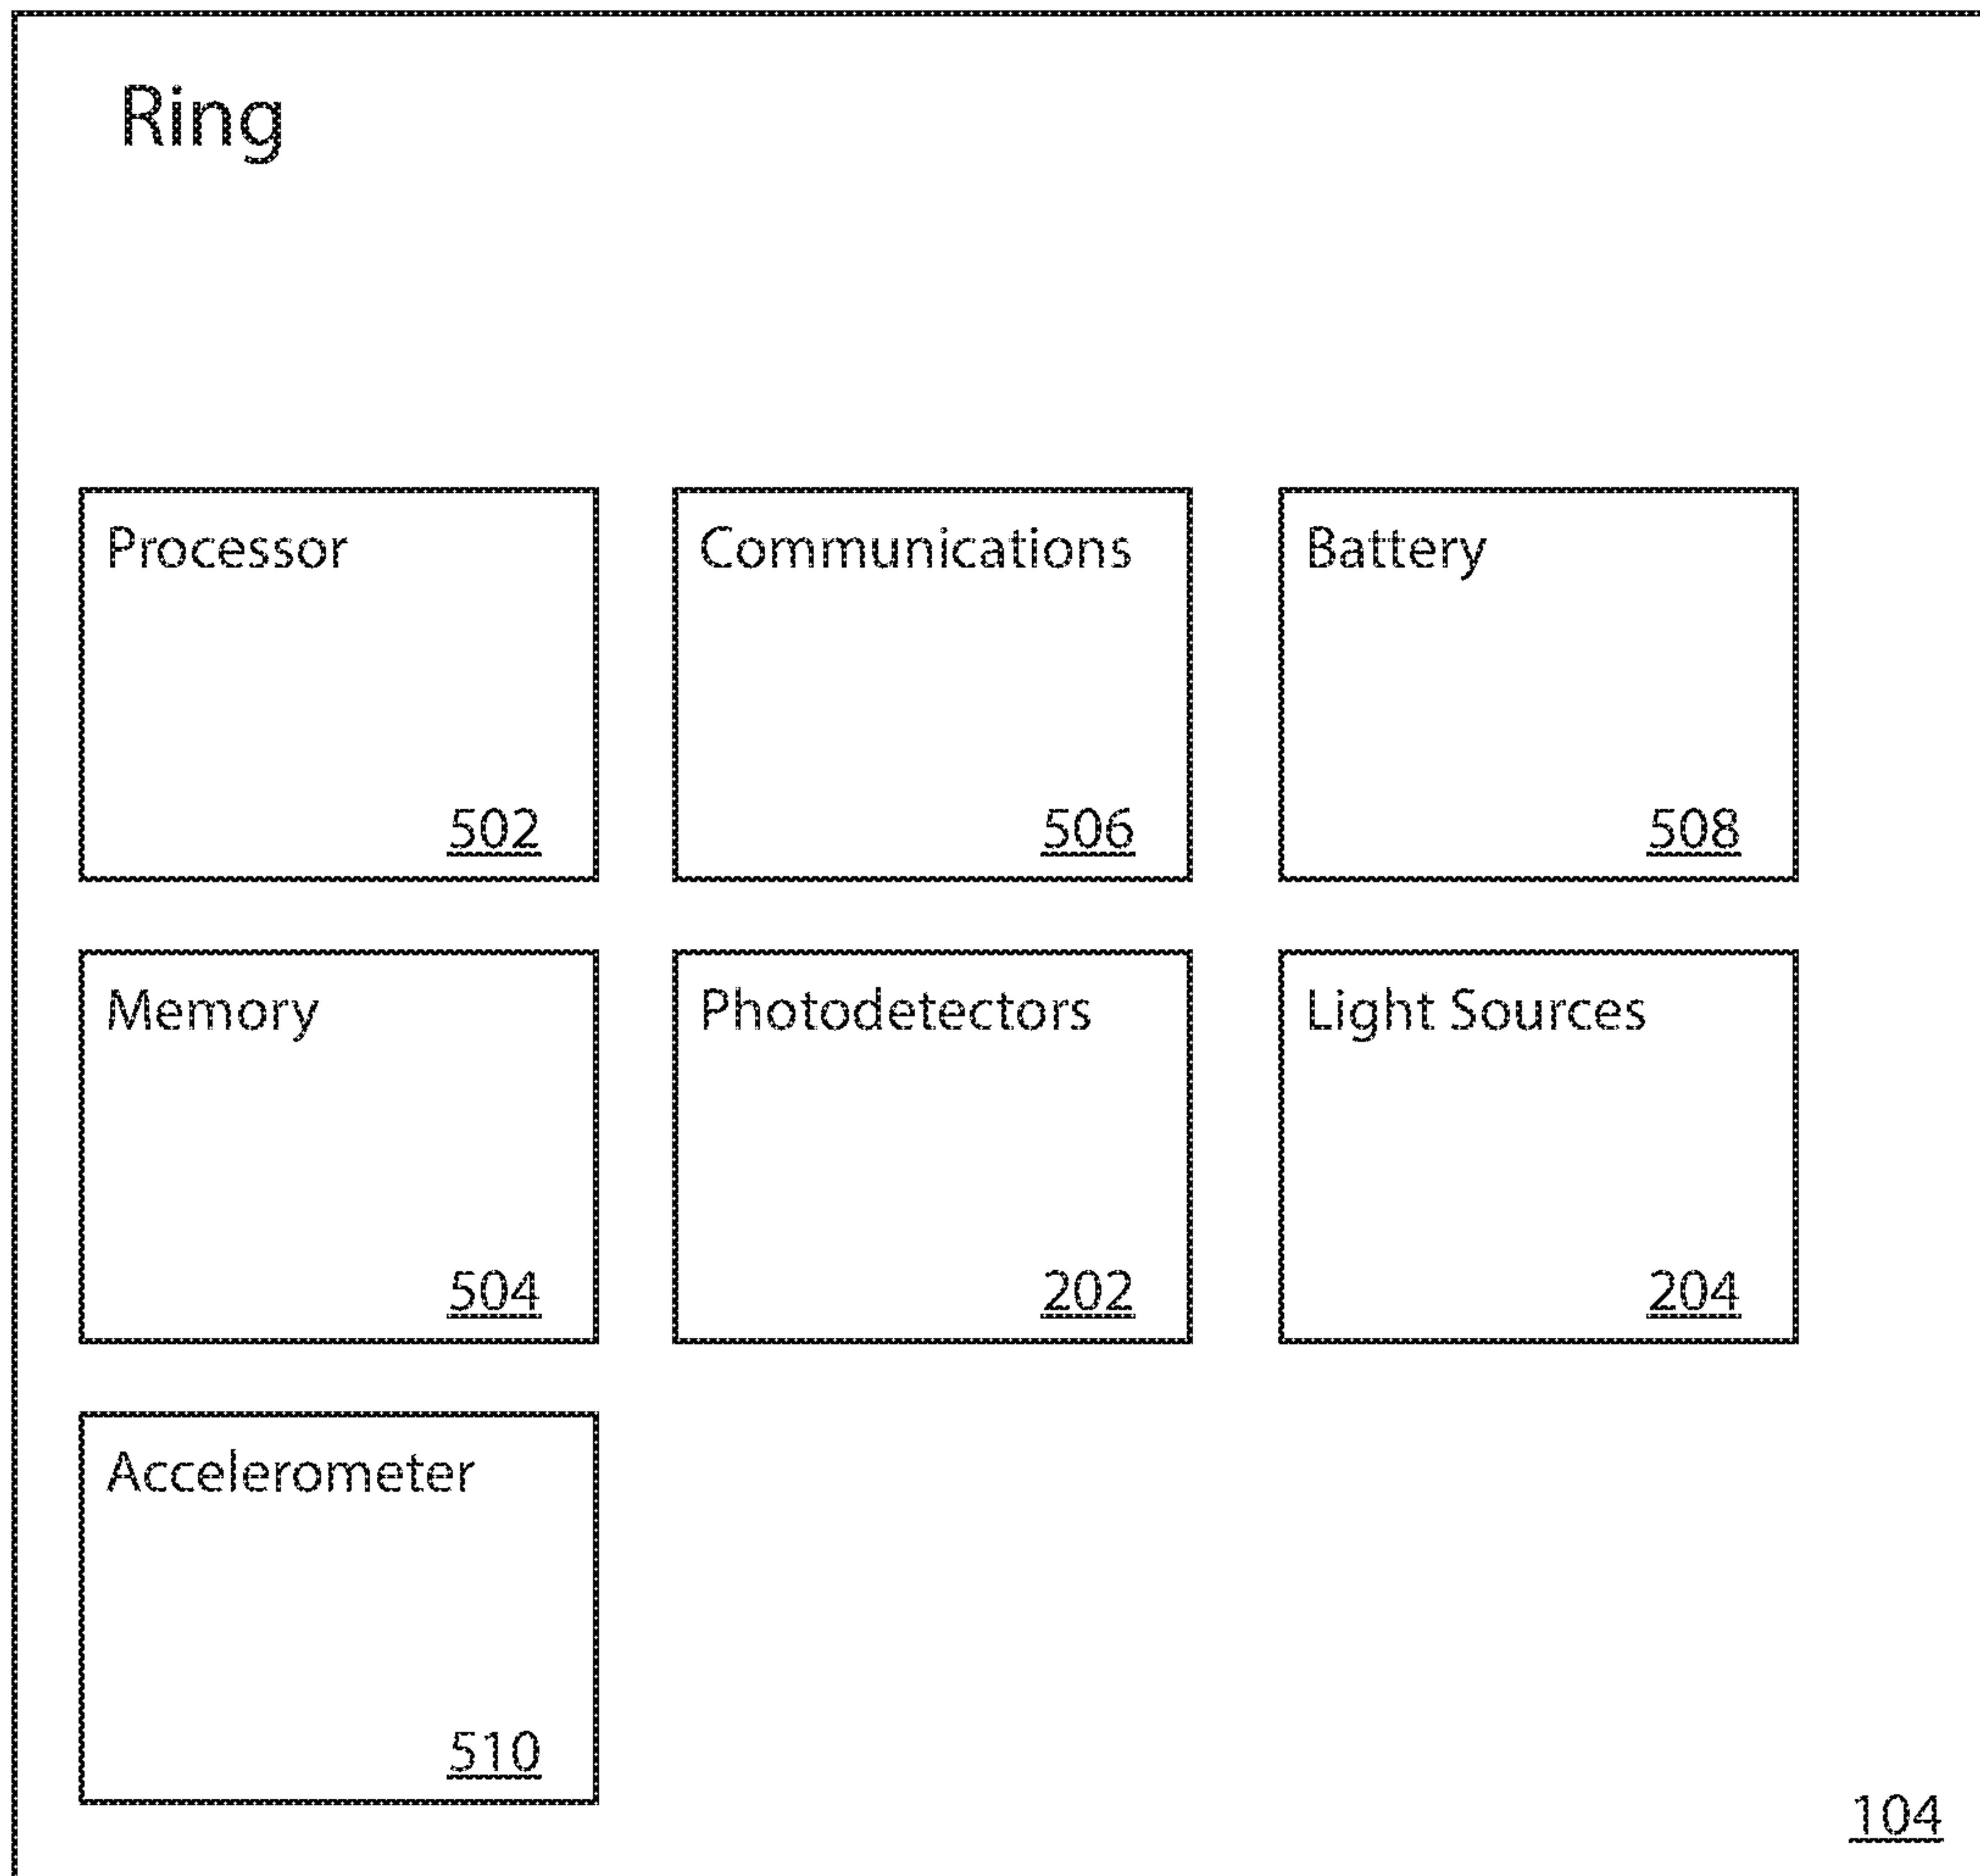 Ring
Processor
502
Communications
506
Battery
508
Memory
504
Photodetectors
202
Light Sources
204
Accelerometer
510
104